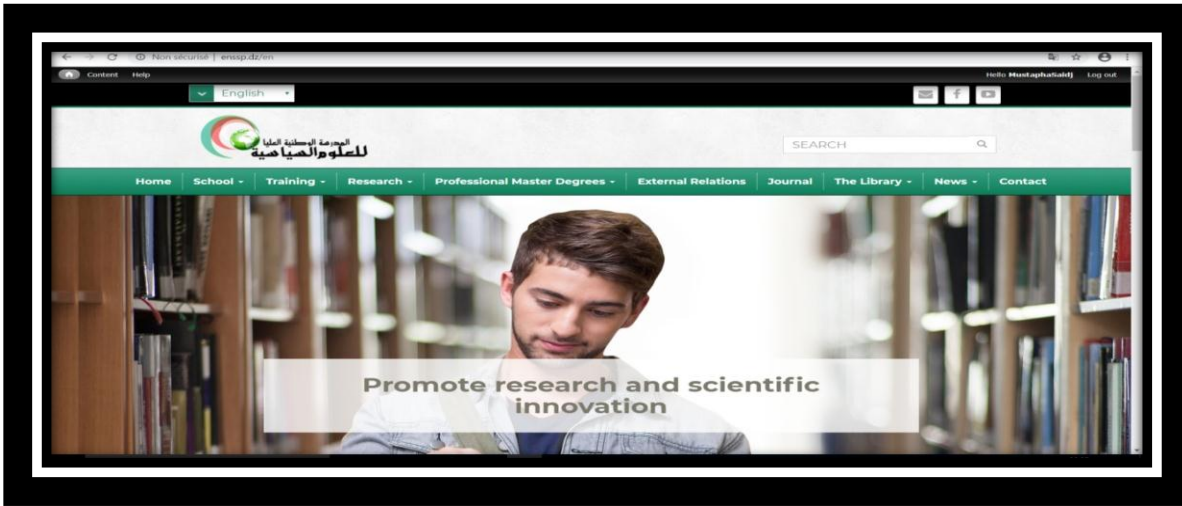 Non sécurisé | enssp.dz/en
Content Help Hello MustaphaSaidj Log out
English
المدرسة الوطنية العليا
للعلوم السياسية
SEARCH
Home School Training Research Professional Master Degrees External Relations Journal The Library News Contact
Promote research and scientific
innovation